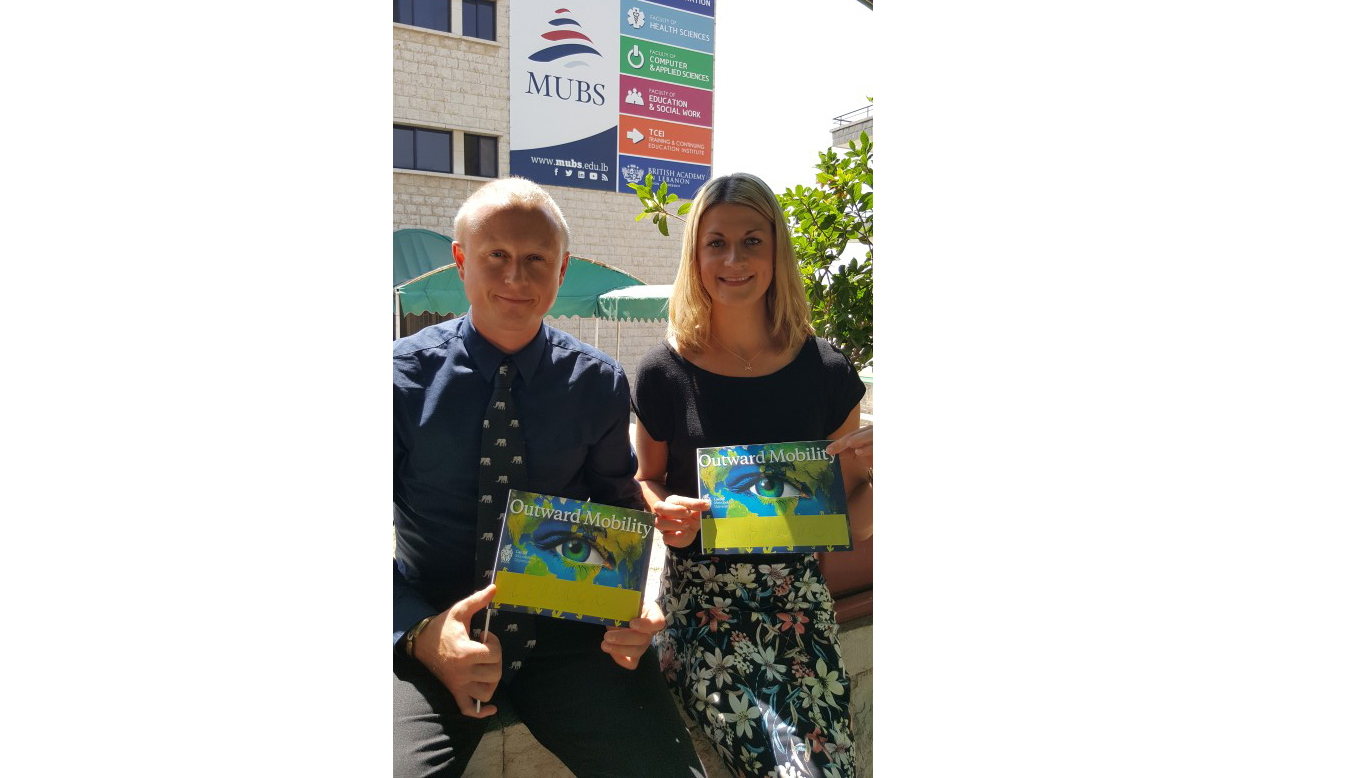 MUBS
www.mubs.edu.lb
FACULTY OF
HEALTH SCIENCES
FACULTY OF
COMPUTER
& APPLIED SCIENCES
FACULTY OF
EDUCATION
& SOCIAL WORK
TCEI
TRAINING & CONTINUING
EDUCATION INSTITUTE
BRITISH ACADEMY
LEBANON
Outward Mobility
Outward Mobility